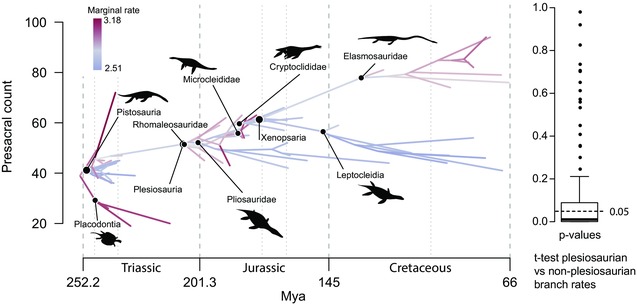 Marginal rate
3.18
2.51
100
80
60
40
20
Presacral count
Elasmosauridae
Cryptoclididae
Microcleididae
Pistosauria
Rhomaleosauridae
Xenopsaria
Plesiosauria
Pliosauridae
Leptocleidia
Placodontia
Triassic
Jurassic
Cretaceous
252.2
201.3
145
66
Mya
1.0
0.8
0.6
0.4
0.2
0.0
0.05
p-values
t-test plesiosaurian
vs non-plesiosaurian
branch rates